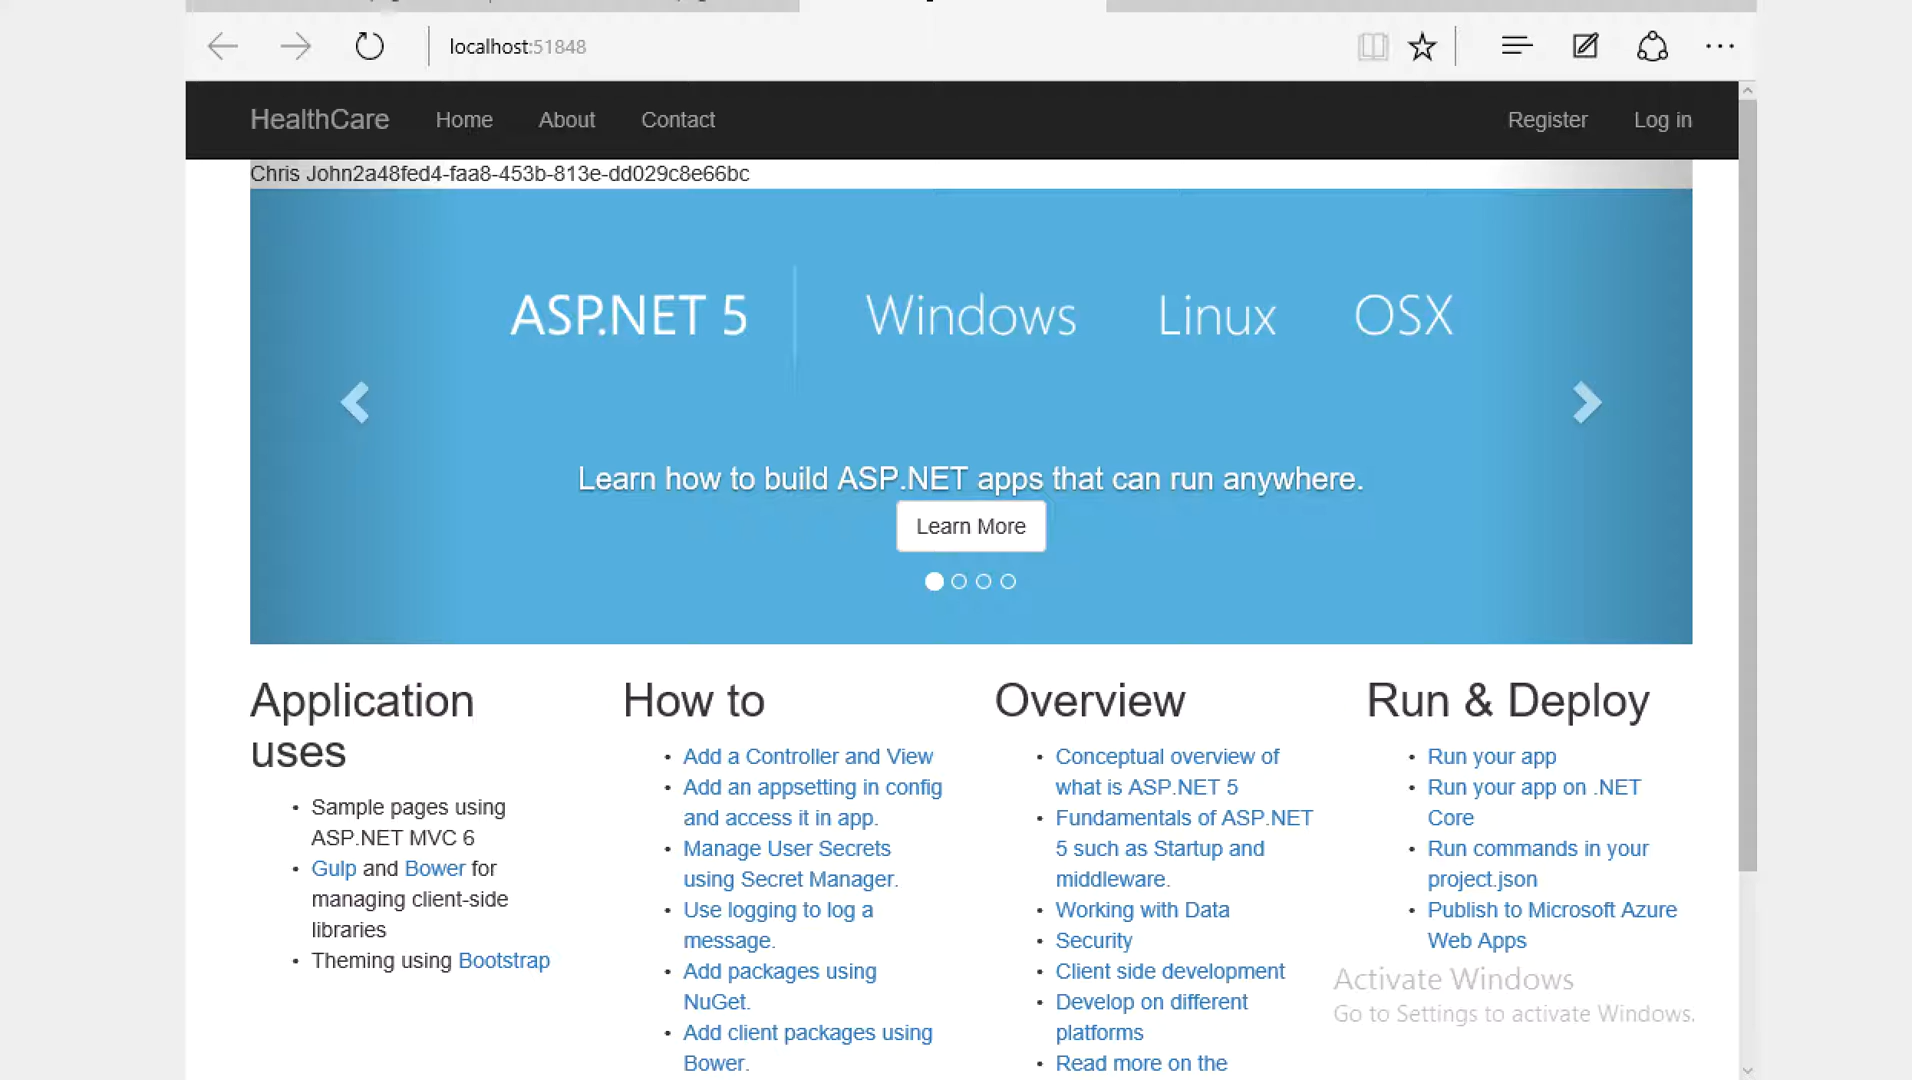 localhost:51848
HealthCare Home About Contact Register Log in
Chris John2a48fed4-faa8-453b-813e-dd029c8e66bc
ASP.NET 5 Windows Linux OSX
Learn how to build ASP.NET apps that can run anywhere.
Learn More
Application
uses
Sample pages using
ASP.NET MVC 6
Gulp and Bower for
managing client-side
libraries
Theming using Bootstrap
How to
Add a Controller and View
Add an appsetting in config
and access it in app.
Manage User Secrets
using Secret Manager.
Use logging to log a
message.
Add packages using
NuGet.
Add client packages using
Bower.
Overview
Conceptual overview of
what is ASP.NET 5
Fundamentals of ASP.NET
5 such as Startup and
middleware.
Working with Data
Security
Client side development
Develop on different
platforms
Read more on the
Run & Deploy
Run your app
Run your app on .NET
Core
Run commands in your
project.json
Publish to Microsoft Azure
Web Apps
Activate Windows
Go to Settings to activate Windows.